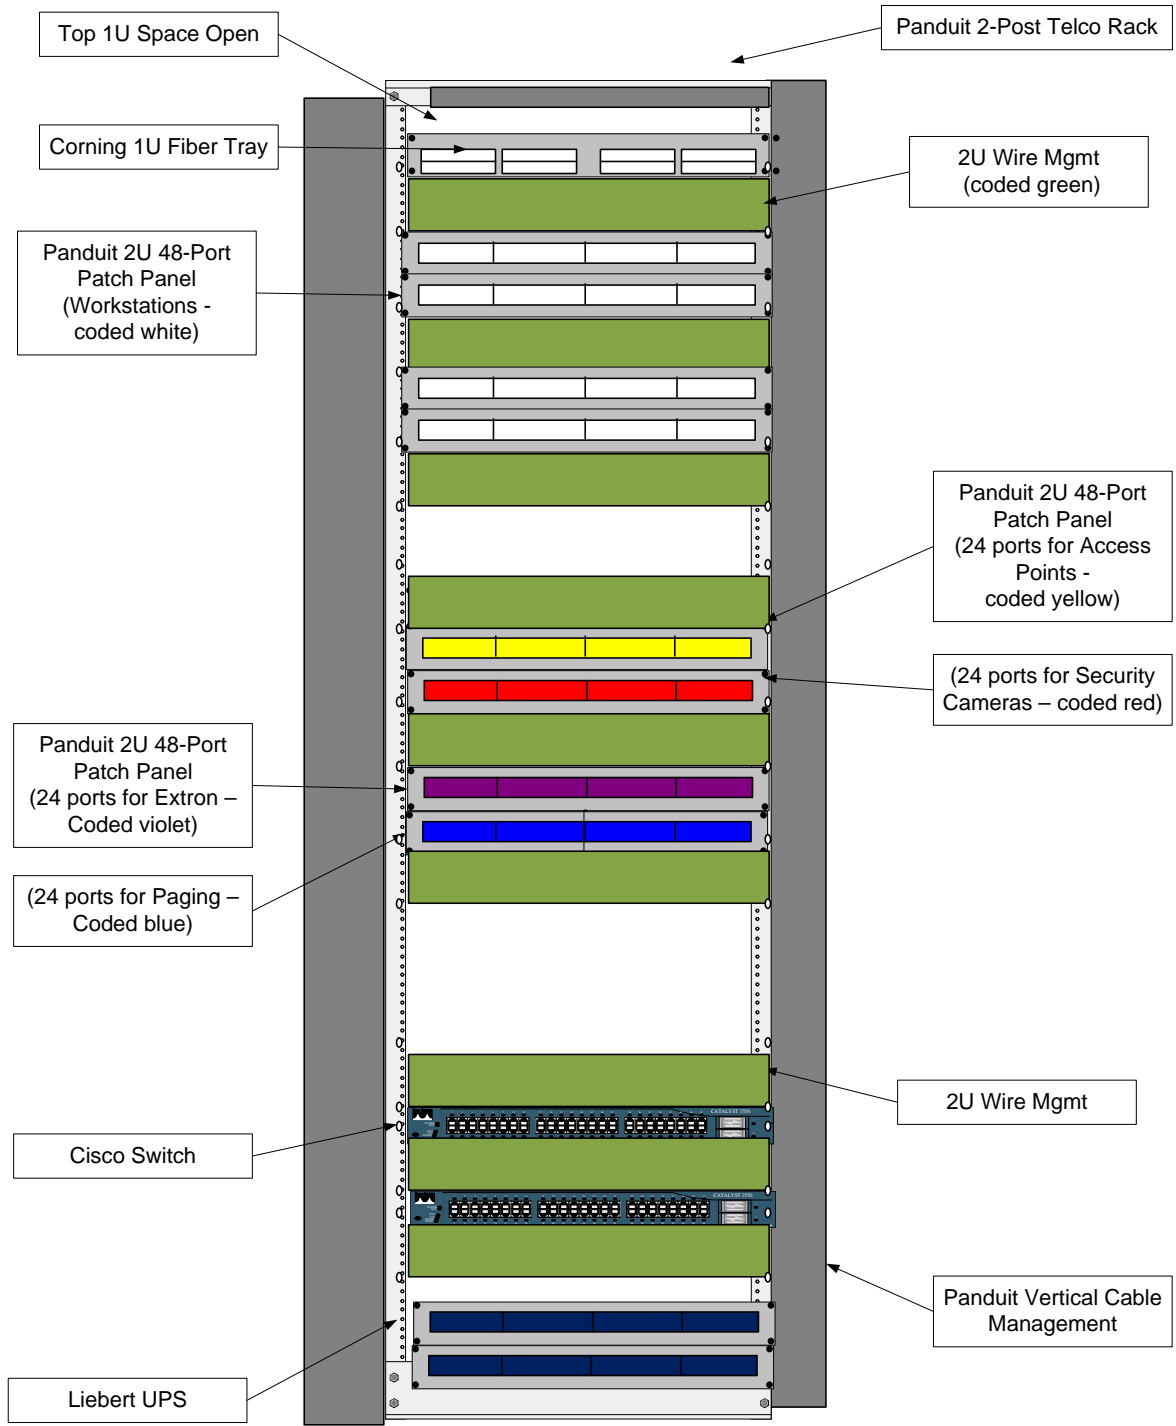 Top 1U Space Open
Panduit 2-Post Telco Rack
Corning 1U Fiber Tray
2U Wire Mgmt
(coded green)
Panduit 2U 48-Port
Patch Panel
(Workstations -
coded white)
Panduit 2U 48-Port
Patch Panel
(24 ports for Access
Points -
coded yellow)
(24 ports for Security
Cameras – coded red)
Panduit 2U 48-Port
Patch Panel
(24 ports for Extron –
Coded violet)
(24 ports for Paging –
Coded blue)
2U Wire Mgmt
CATALYST 3550
Cisco Switch
CATALYST 3550
Panduit Vertical Cable
Management
Liebert UPS